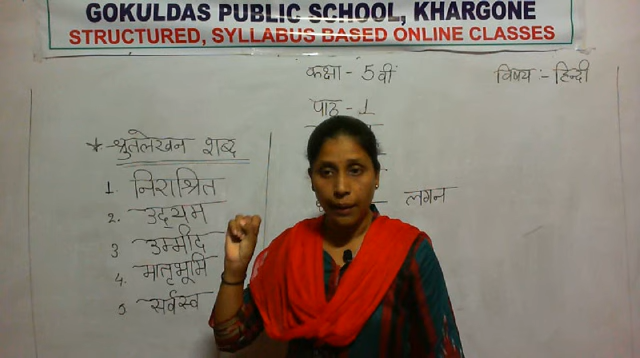 GOKULDAS PUBLIC SCHOOL, KHARGONE
STRUCTURED, SYLLABUS BASED ONLINE CLASSES
कक्षा - 5 वीं
विषय :- हिन्दी
पाठ - 1
* श्रुतलेखन शब्द
1. निराश्रित
2. उद्यम
3 उम्मीद
4. मातृभूमि
5 सर्वस्व
लगन